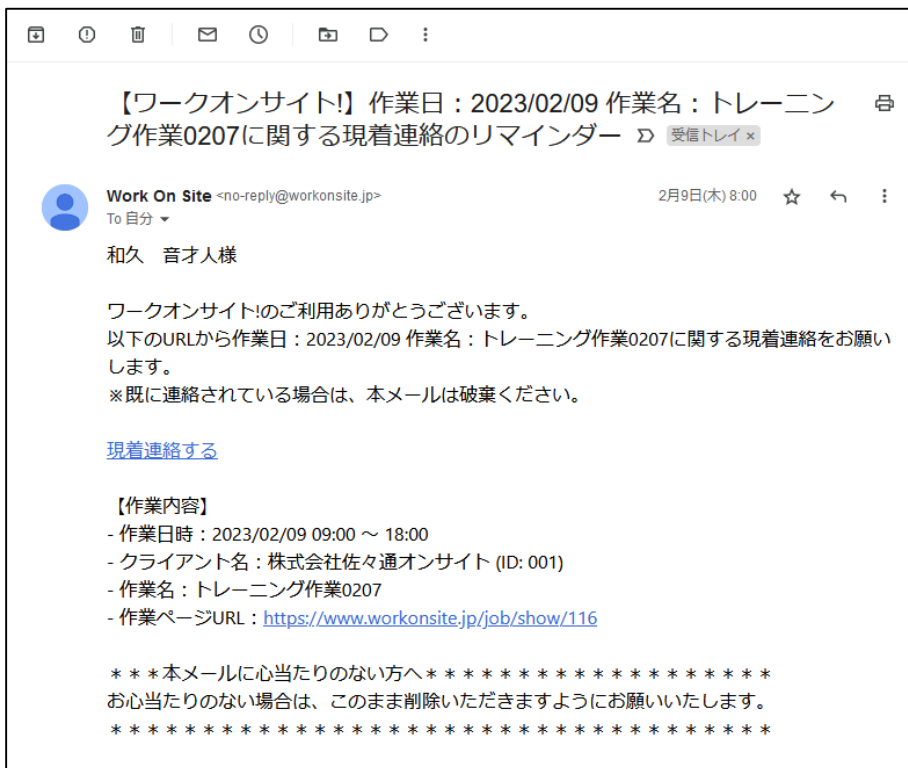 【ワークオンサイト!】作業日：2023/02/09 作業名：トレーニン
グ作業0207に関する現着連絡のリマインダー 受信トレイ ×
Work On Site <no-reply@workonsite.jp> 2月9日(木) 8:00
To 自分
和久　音才人様
ワークオンサイト!のご利用ありがとうございます。
以下のURLから作業日：2023/02/09 作業名：トレーニング作業0207に関する現着連絡をお願い
します。
※既に連絡されている場合は、本メールは破棄ください。
現着連絡する
【作業内容】
- 作業日時：2023/02/09 09:00 ～ 18:00
- クライアント名：株式会社佐々通オンサイト (ID: 001)
- 作業名：トレーニング作業0207
- 作業ページURL：https://www.workonsite.jp/job/show/116
＊＊＊本メールに心当たりのない方へ＊＊＊＊＊＊＊＊＊＊＊＊＊＊＊＊＊＊＊
お心当たりのない場合は、このまま削除いただきますようにお願いいたします。
＊＊＊＊＊＊＊＊＊＊＊＊＊＊＊＊＊＊＊＊＊＊＊＊＊＊＊＊＊＊＊＊＊＊＊＊